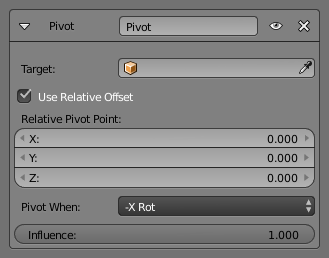 Pivot Pivot
Target:
Use Relative Offset
Relative Pivot Point:
X: 0.000
Y: 0.000
Z: 0.000
Pivot When: -X Rot
Influence: 1.000